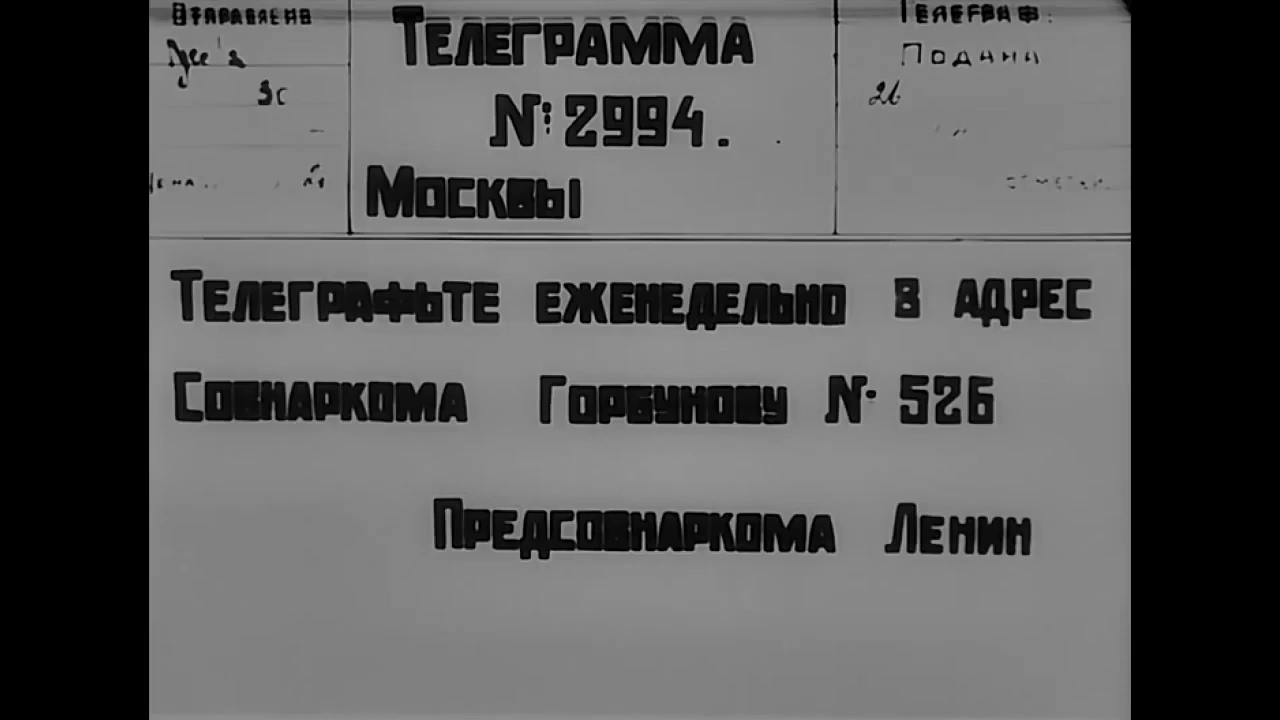 Отправлено
Телеграмма
Телеграф.
Подана
№ 2994.
Москвы
Телеграфьте еженедельно в адрес
Совнаркома Горбунову № 526
Предсовнаркома Ленин